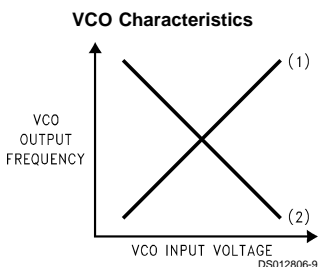 VCO Characteristics
(1)
VCO
OUTPUT
FREQUENCY
(2)
VCO INPUT VOLTAGE
DS012806-9